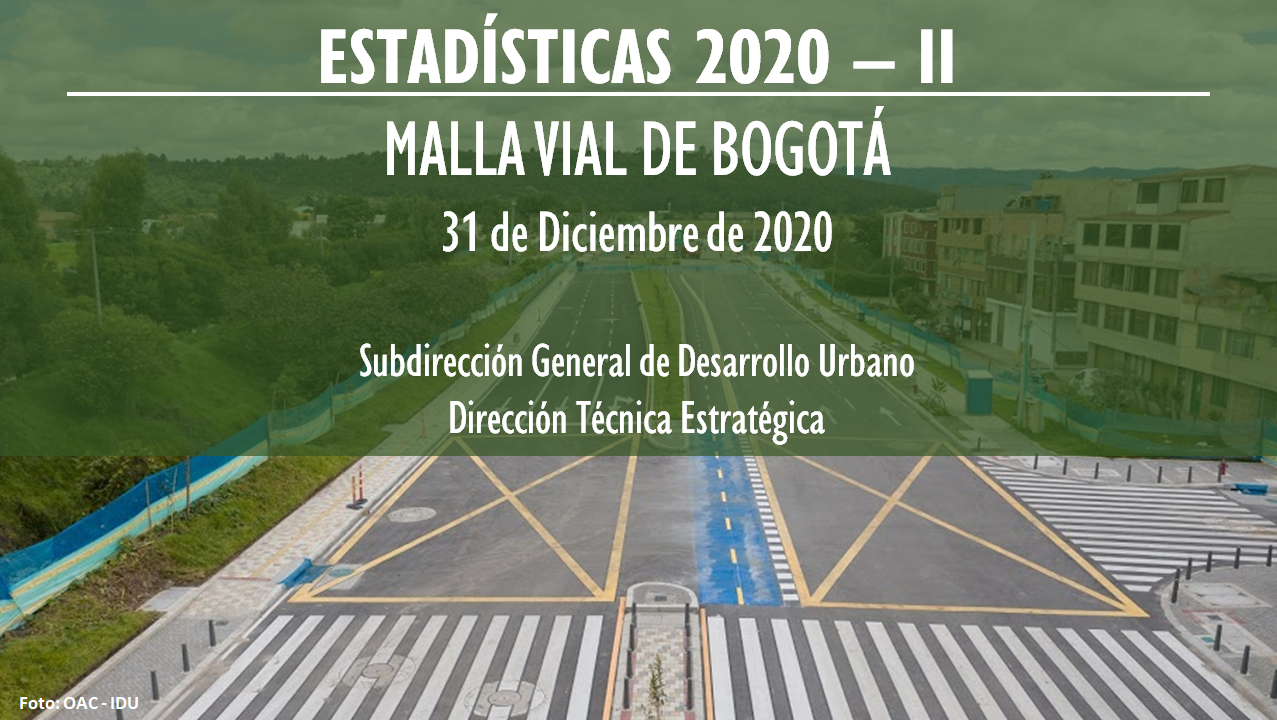 ESTADÍSTICAS 2020 – II
MALLA VIAL DE BOGOTÁ
31 de Diciembre de 2020
Subdirección General de Desarrollo Urbano
Dirección Técnica Estratégica
Foto: OAC - IDU